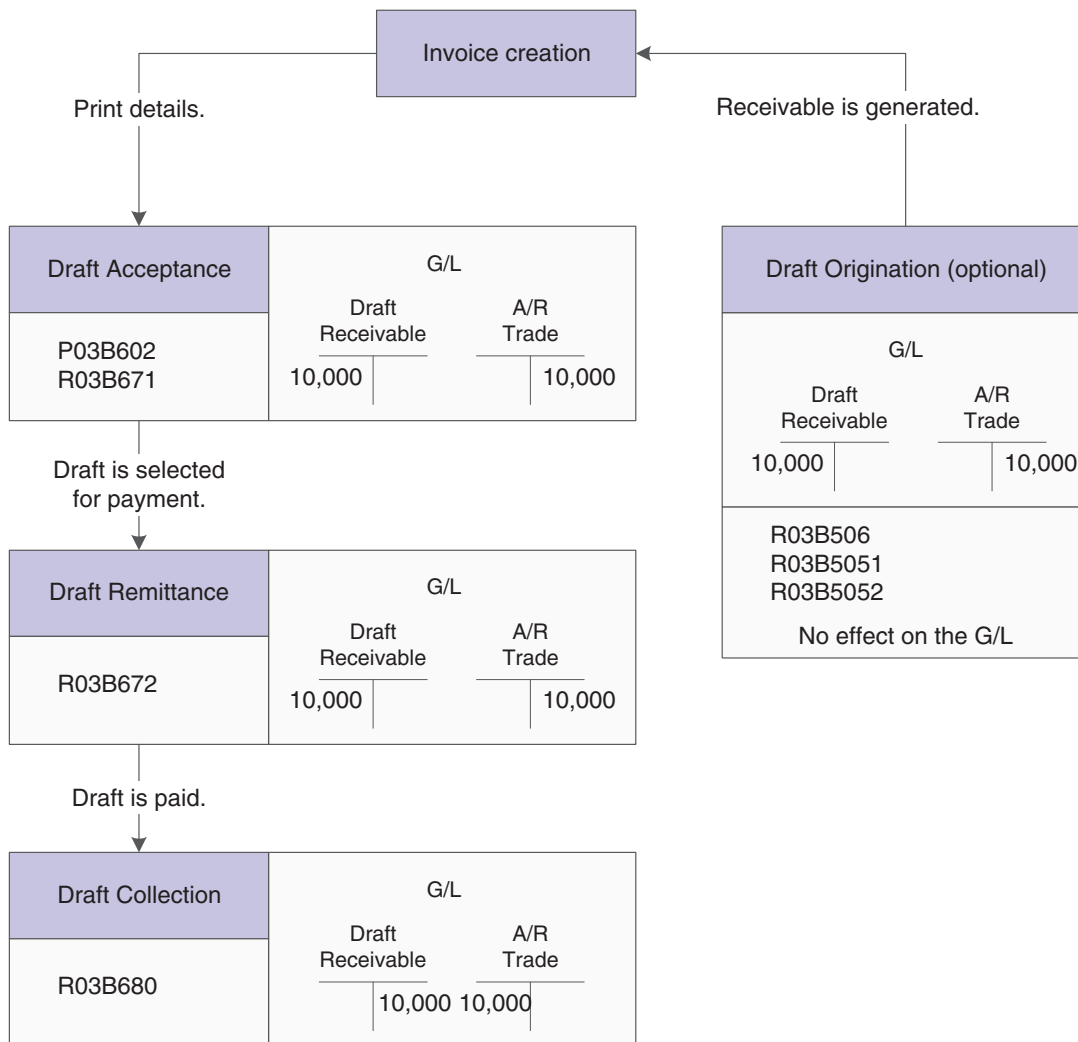 Invoice creation
Print details.
Receivable is generated.
Draft Acceptance
P03B602
R03B671
G/L
Draft
Receivable
A/R
Trade
10,000
10,000
Draft Origination (optional)
G/L
Draft
Receivable
A/R
Trade
10,000
10,000
R03B506
R03B5051
R03B5052
No effect on the G/L
Draft is selected
for payment.
Draft Remittance
R03B672
G/L
Draft
Receivable
A/R
Trade
10,000
10,000
Draft is paid.
Draft Collection
R03B680
G/L
Draft
Receivable
A/R
Trade
10,000
10,000